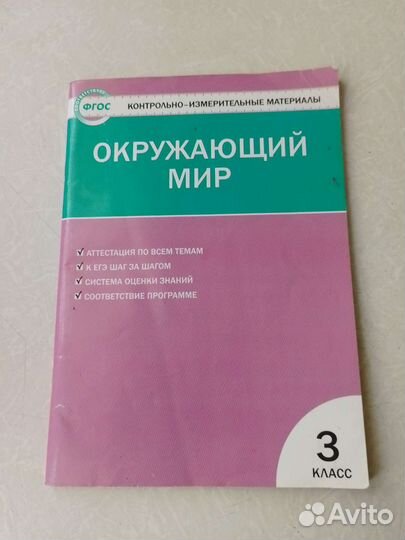 ФГОС
КОНТРОЛЬНО-ИЗМЕРИТЕЛЬНЫЕ МАТЕРИАЛЫ
ОКРУЖАЮЩИЙ
МИР
АТТЕСТАЦИЯ ПО ВСЕМ ТЕМАМ
К ЕГЭ ШАГ ЗА ШАГОМ
СИСТЕМА ОЦЕНКИ ЗНАНИЙ
СООТВЕТСТВИЕ ПРОГРАММЕ
3
КЛАСС
Avito